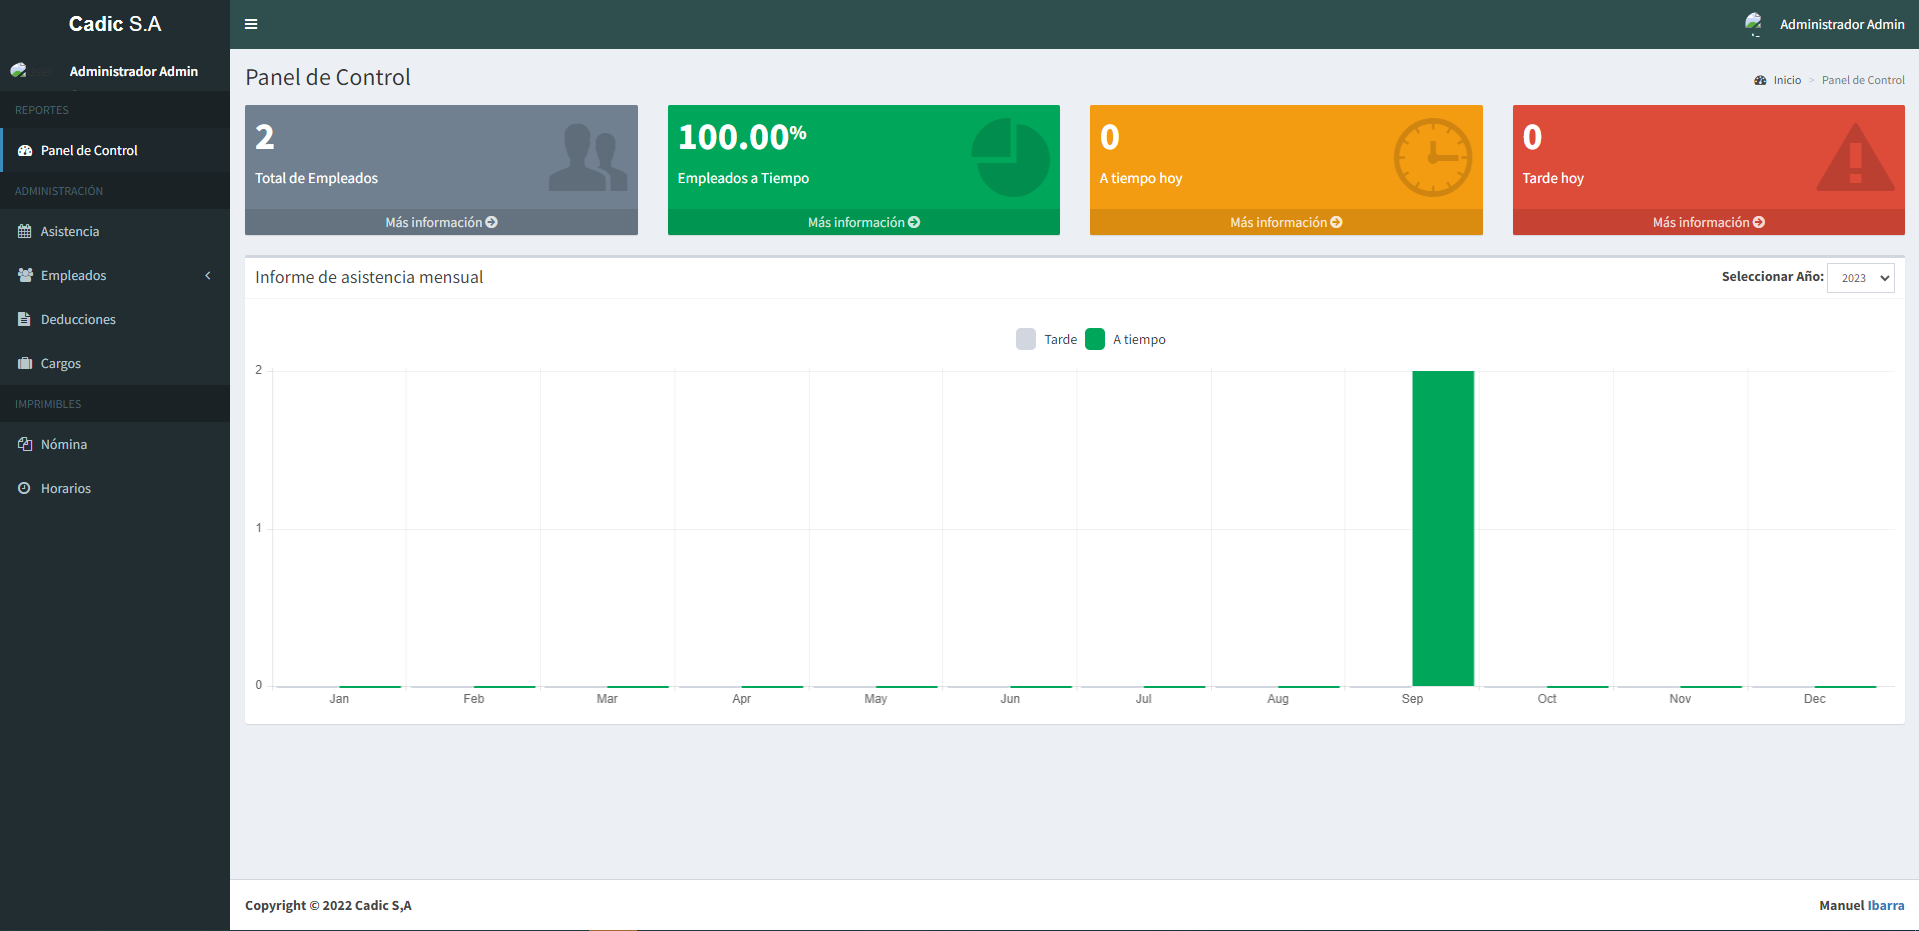 Cadic S.A
Administrador Admin
Administrador Admin
REPORTES
Panel de Control
ADMINISTRACIÓN
Asistencia
Empleados
Deducciones
Cargos
IMPRIMIBLES
Nómina
Horarios
Panel de Control
Inicio > Panel de Control
2
Total de Empleados
Más información
100.00%
Empleados a Tiempo
Más información
0
A tiempo hoy
Más información
0
Tarde hoy
Más información
Informe de asistencia mensual
Seleccionar Año: 2023
Tarde A tiempo
2
1
0
Jan Feb Mar Apr May Jun Jul Aug Sep Oct Nov Dec
Copyright © 2022 Cadic S,A
Manuel Ibarra